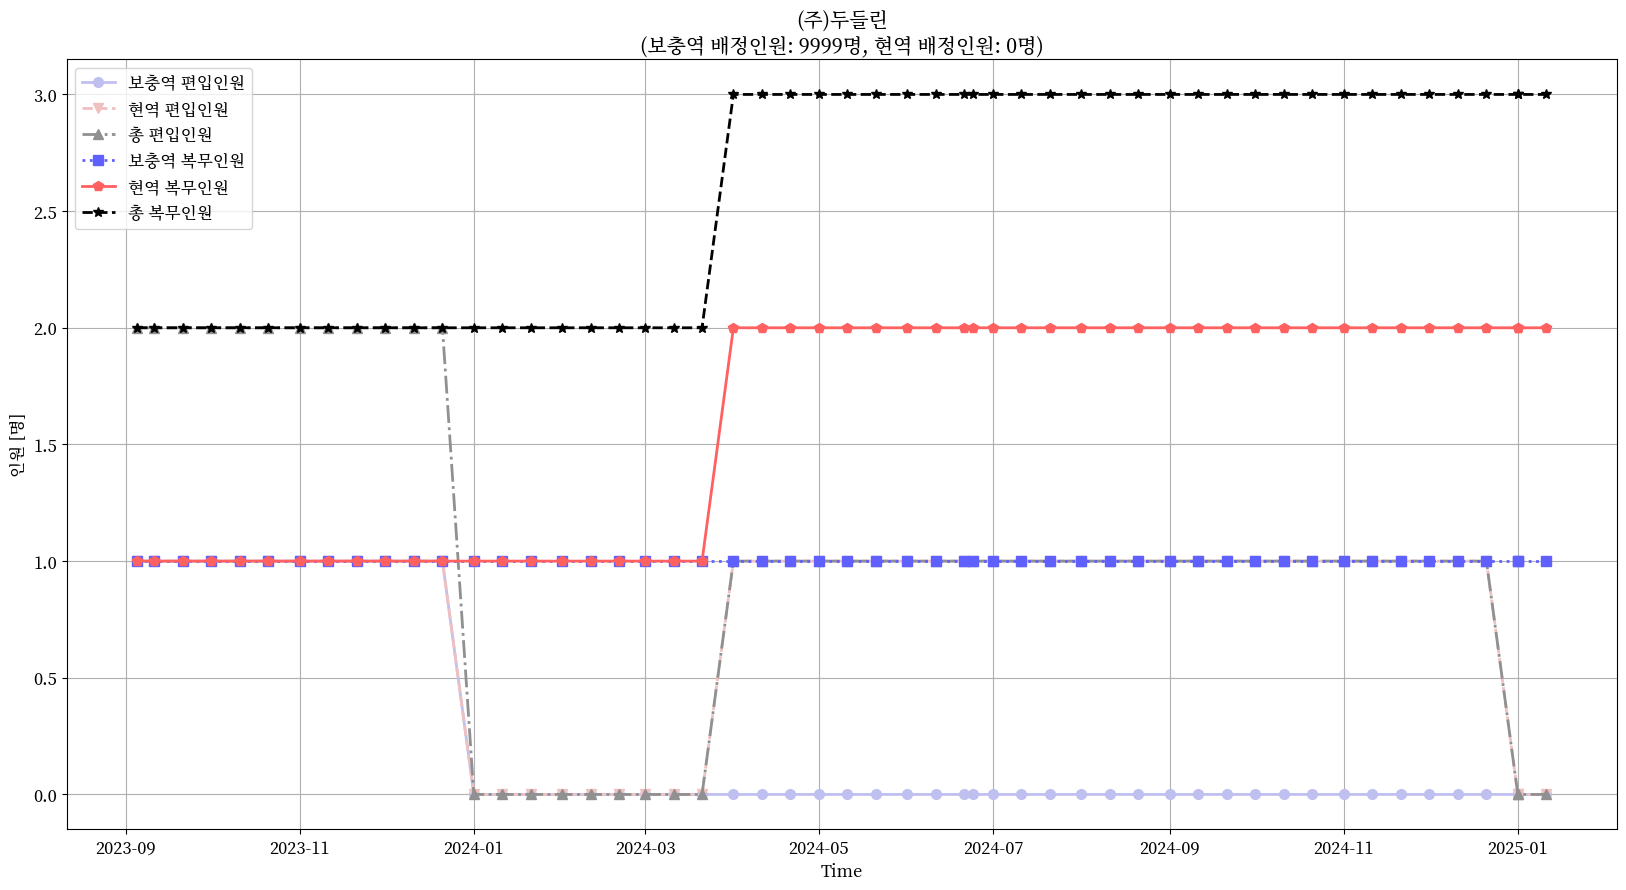 (주)두들린
(보충역 배정인원: 9999명, 현역 배정인원: 0명)
보충역 편입인원
현역 편입인원
총 편입인원
보충역 복무인원
현역 복무인원
총 복무인원
3.0
2.5
2.0
1.5
1.0
0.5
0.0
인원 [명]
2023-09 2023-11 2024-01 2024-03 2024-05 2024-07 2024-09 2024-11 2025-01
Time